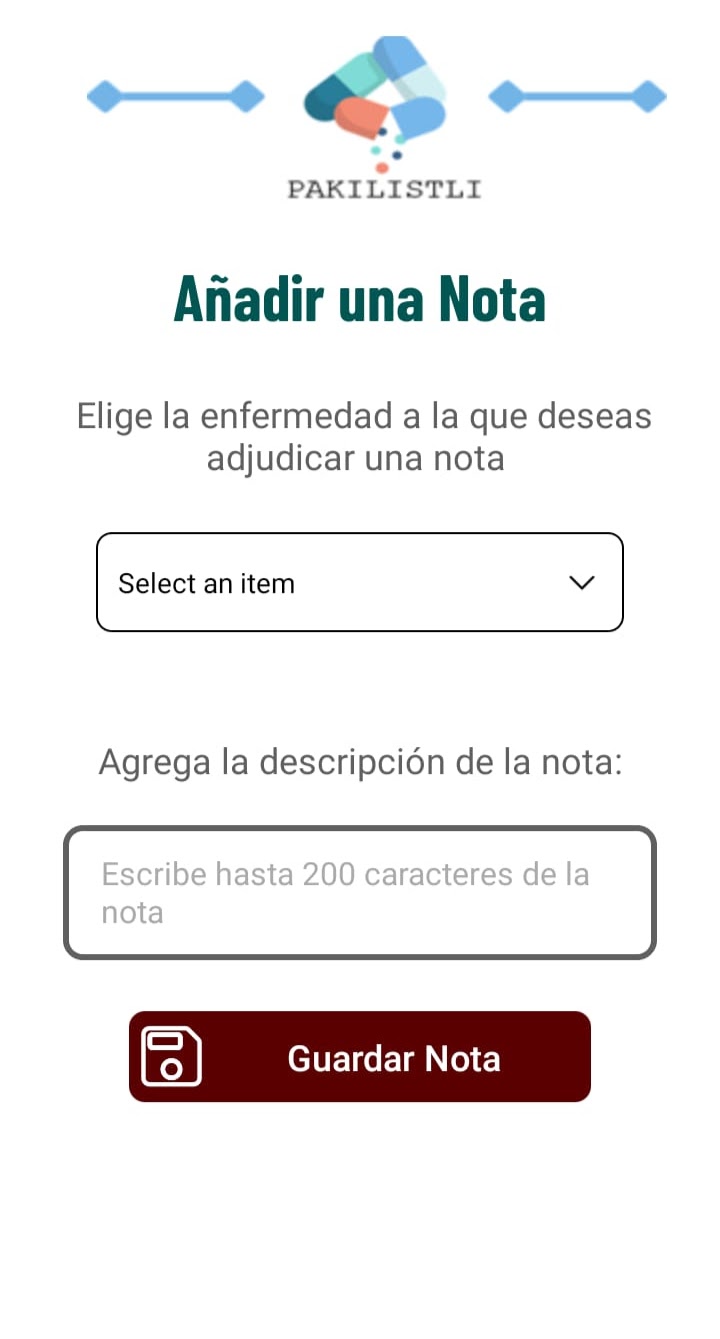 PAKILISTLI
Añadir una Nota
Elige la enfermedad a la que deseas
adjudicar una nota
Select an item
Agrega la descripción de la nota:
Escribe hasta 200 caracteres de la
nota
Guardar Nota